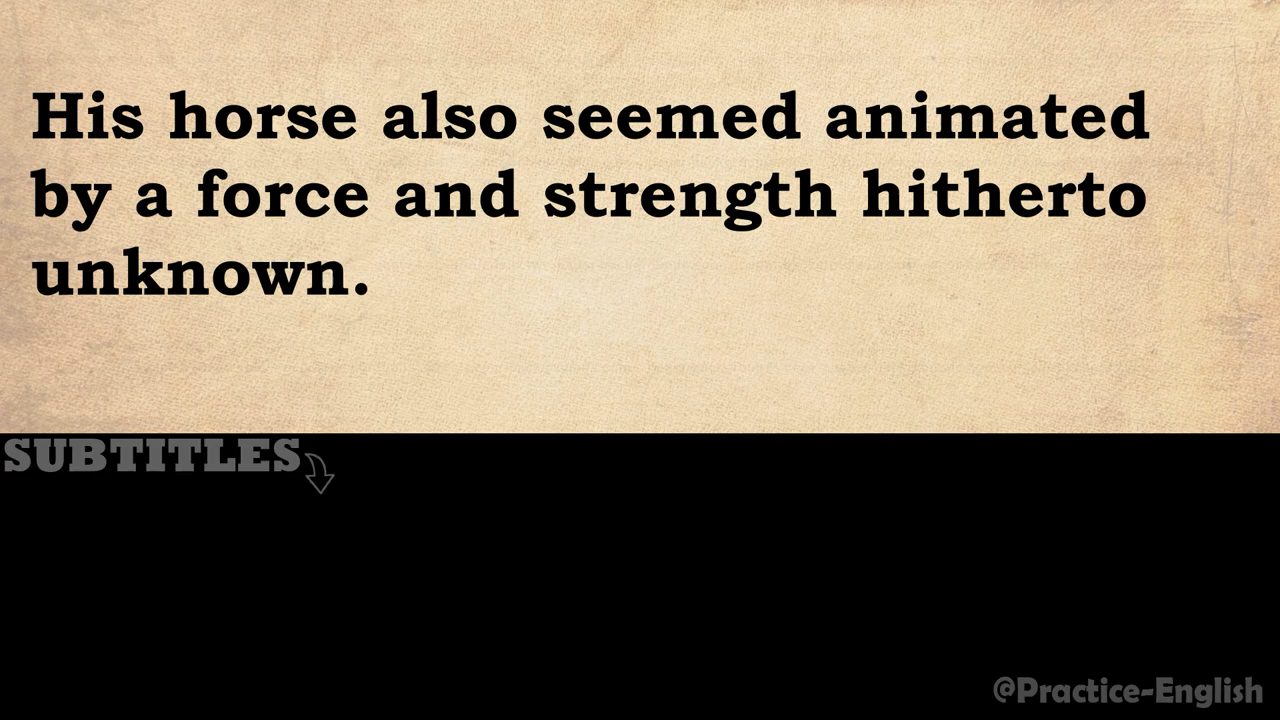 His horse also seemed animated
by a force and strength hitherto
unknown.
SUBTITLES
@Practice-English